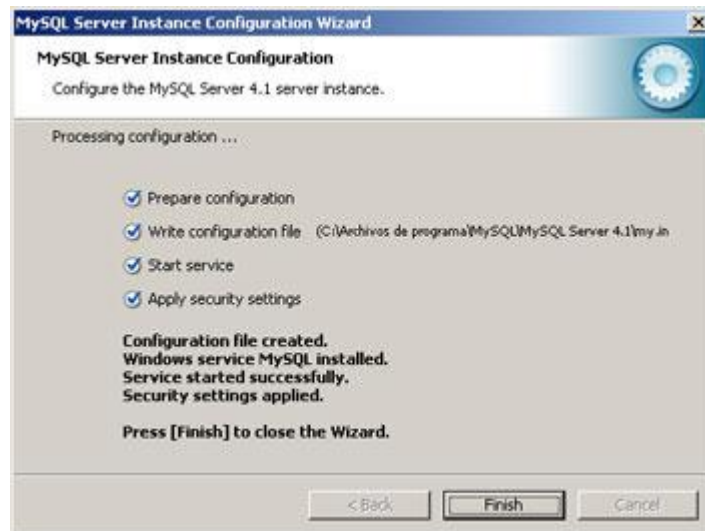 MySQL Server Instance Configuration Wizard
MySQL Server Instance Configuration
Configure the MySQL Server 4.1 server instance.
Processing configuration ...
Prepare configuration
Write configuration file (C:\Archivos de programa\MySQL\MySQL Server 4.1\my.in
Start service
Apply security settings
Configuration file created.
Windows service MySQL installed.
Service started successfully.
Security settings applied.
Press [Finish] to close the Wizard.
< Back Finish Cancel